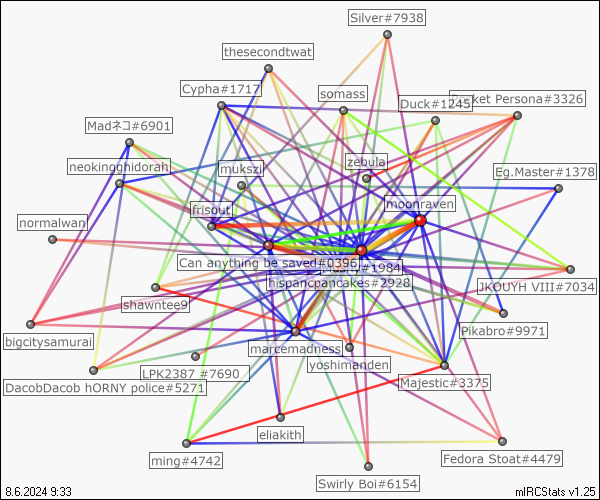 Silver#7938
thesecondtwat
Cypha#1717
somass
Duck#1245
Persona#3326
Madネコ#6901
neokingghidorah
mukszi
zebula
Eg.Master#1378
frisout
moonraven
normalwan
Can anything be saved#0396
#1984
hispancpancakes#2928
JKOUYH VIII#7034
shawntee9
Pikabro#9971
bigcitysamurai
marcemadness
yoshimanden
LPK2387 #7690
DacobDacob hORNY police#5271
Majestic#3375
eliakith
ming#4742
Fedora Stoat#4479
Swirly Boi#6154
8.6.2024 9:33
mIRCStats v1.25